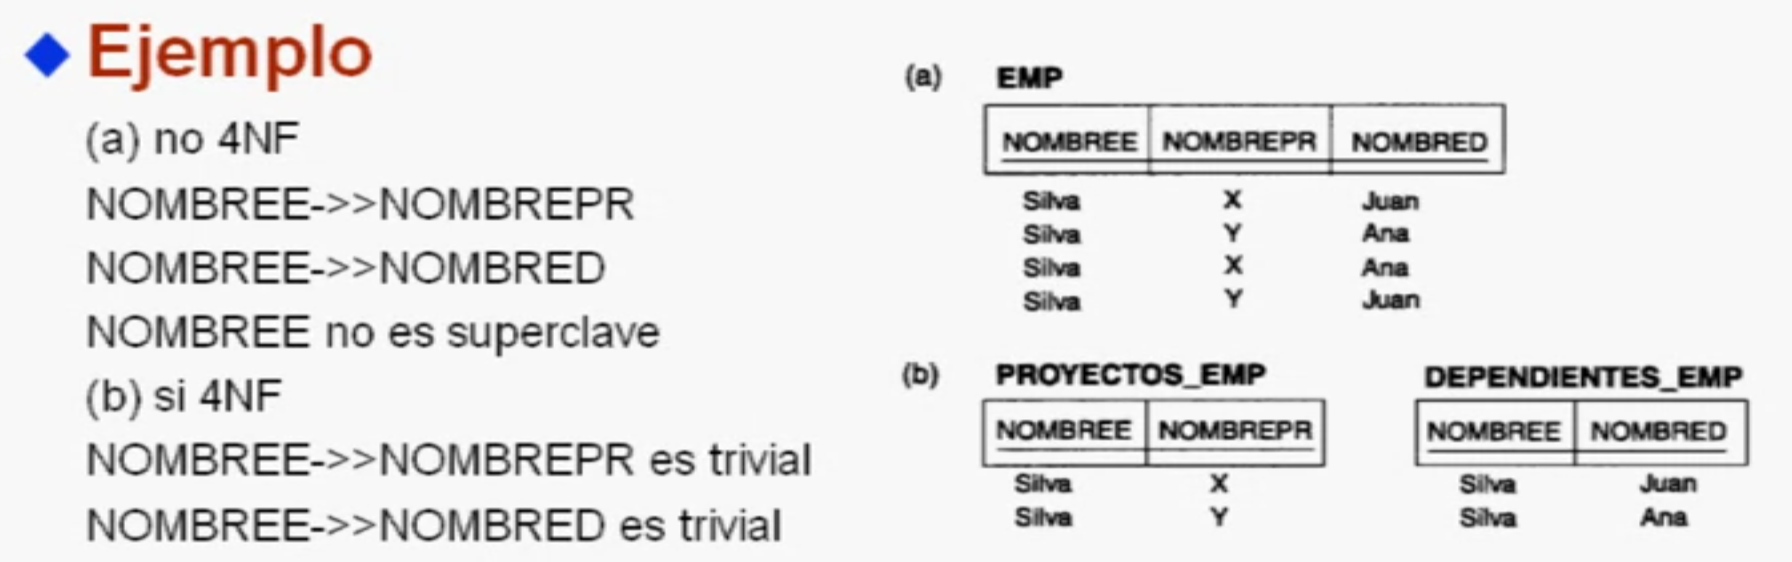 Ejemplo
(a) no 4NF
NOMBREE->>NOMBREPR
NOMBREE->>NOMBRED
NOMBREE no es superclave
(b) si 4NF
NOMBREE->>NOMBREPR es trivial
NOMBREE->>NOMBRED es trivial
(a) EMP
NOMBREE NOMBREPR NOMBRED
Silva X Juan
Silva Y Ana
Silva X Ana
Silva Y Juan
(b) PROYECTOS_EMP
NOMBREE NOMBREPR
Silva X
Silva Y
DEPENDIENTES_EMP
NOMBREE NOMBRED
Silva Juan
Silva Ana